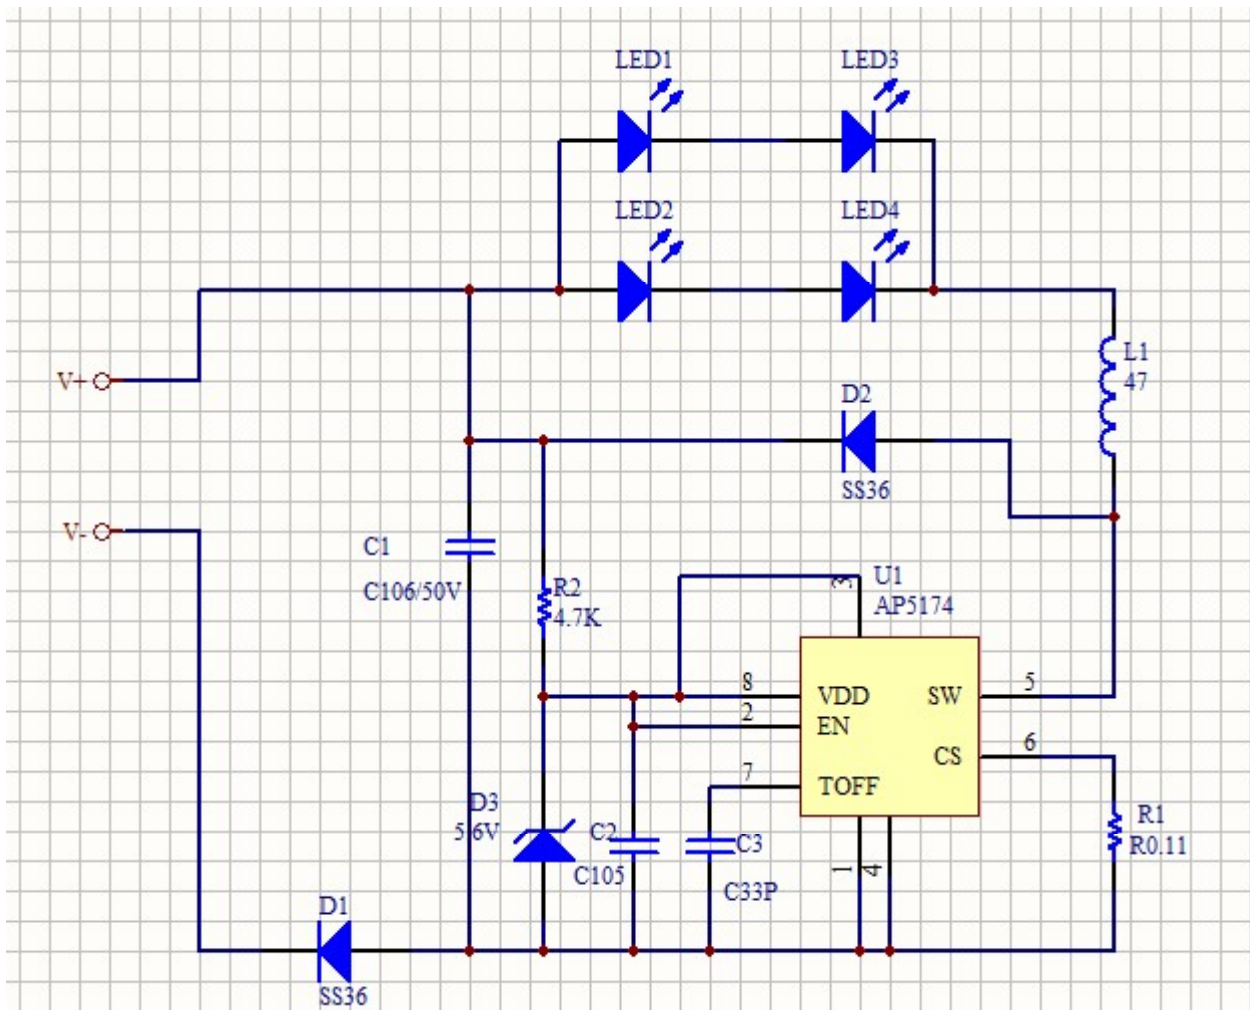 LED1
LED3
LED2
LED4
V+
L1
47
D2
SS36
V-
C1
C106/50V
R2
4.7K
3
U1
AP5174
8
VDD
SW
5
2
EN
CS
6
7
TOFF
D3
5.6V
C2
C105
C3
C33P
1
4
R1
R0.11
D1
SS36